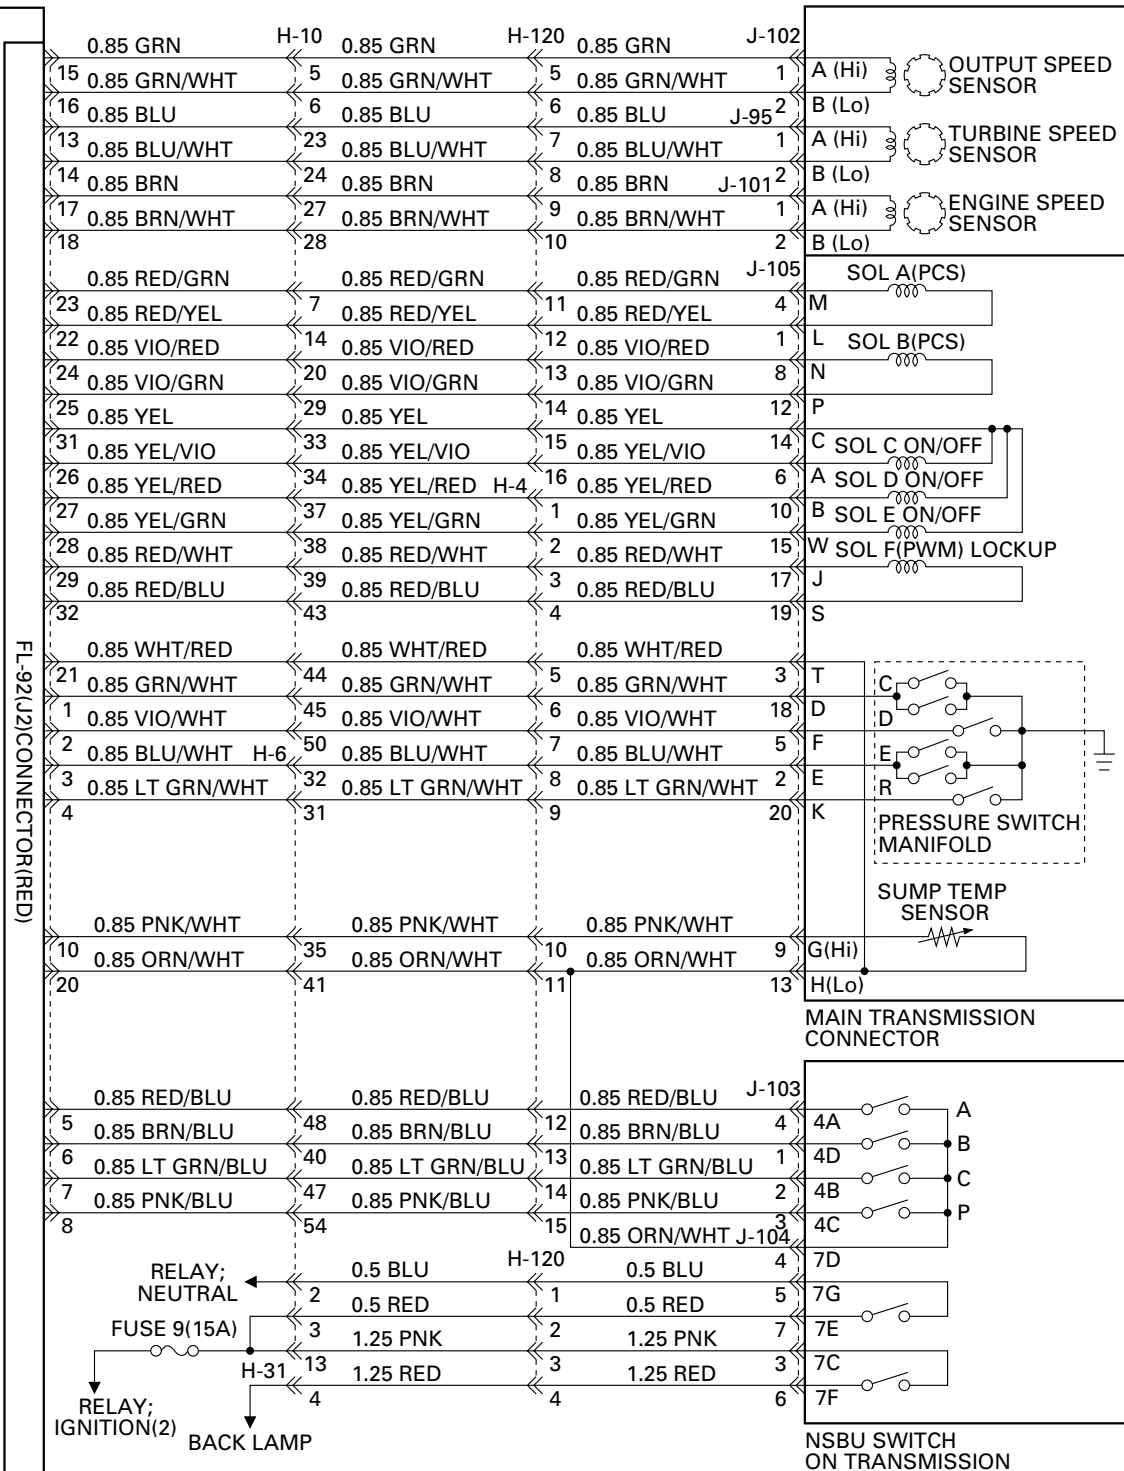 H-10 H-120 J-102
0.85 GRN 0.85 GRN 0.85 GRN
15 5 5 1 A (Hi) OUTPUT SPEED
SENSOR
0.85 GRN/WHT 0.85 GRN/WHT 0.85 GRN/WHT
16 6 6 2 B (Lo)
0.85 BLU 0.85 BLU 0.85 BLU J-95
13 23 7 1 A (Hi) TURBINE SPEED
SENSOR
0.85 BLU/WHT 0.85 BLU/WHT 0.85 BLU/WHT
14 24 8 2 B (Lo)
0.85 BRN 0.85 BRN 0.85 BRN J-101
17 27 9 1 A (Hi) ENGINE SPEED
SENSOR
0.85 BRN/WHT 0.85 BRN/WHT 0.85 BRN/WHT
18 28 10 2 B (Lo)
0.85 RED/GRN 0.85 RED/GRN 0.85 RED/GRN J-105 SOL A(PCS)
23 7 11 4 M
0.85 RED/YEL 0.85 RED/YEL 0.85 RED/YEL
22 14 12 1 L
0.85 VIO/RED 0.85 VIO/RED 0.85 VIO/RED SOL B(PCS)
24 20 13 8 N
0.85 VIO/GRN 0.85 VIO/GRN 0.85 VIO/GRN
25 29 14 12 P
0.85 YEL 0.85 YEL 0.85 YEL
31 33 15 14 C SOL C ON/OFF
0.85 YEL/VIO 0.85 YEL/VIO 0.85 YEL/VIO
26 34 16 6 A SOL D ON/OFF
0.85 YEL/RED 0.85 YEL/RED H-4 0.85 YEL/RED
27 37 1 10 B SOL E ON/OFF
0.85 YEL/GRN 0.85 YEL/GRN 0.85 YEL/GRN
28 38 2 15 W SOL F(PWM) LOCKUP
0.85 RED/WHT 0.85 RED/WHT 0.85 RED/WHT
29 39 3 17 J
0.85 RED/BLU 0.85 RED/BLU 0.85 RED/BLU
32 43 4 19 S
FL-92(J2)CONNECTOR(RED)
0.85 WHT/RED 0.85 WHT/RED 0.85 WHT/RED
21 44 5 3 T C
0.85 GRN/WHT 0.85 GRN/WHT 0.85 GRN/WHT
1 45 6 18 D D
0.85 VIO/WHT 0.85 VIO/WHT 0.85 VIO/WHT
2 50 7 5 F E
0.85 BLU/WHT H-6 0.85 BLU/WHT 0.85 BLU/WHT
3 32 8 2 E R
0.85 LT GRN/WHT 0.85 LT GRN/WHT 0.85 LT GRN/WHT
4 31 9 20 K
PRESSURE SWITCH
MANIFOLD
SUMP TEMP
SENSOR
0.85 PNK/WHT 0.85 PNK/WHT 0.85 PNK/WHT
10 35 10 9 G(Hi)
0.85 ORN/WHT 0.85 ORN/WHT 0.85 ORN/WHT
20 41 11 13 H(Lo)
MAIN TRANSMISSION
CONNECTOR
0.85 RED/BLU 0.85 RED/BLU 0.85 RED/BLU J-103
5 48 12 4 4A A
0.85 BRN/BLU 0.85 BRN/BLU 0.85 BRN/BLU
6 40 13 1 4D B
0.85 LT GRN/BLU 0.85 LT GRN/BLU 0.85 LT GRN/BLU
7 47 14 2 4B C
0.85 PNK/BLU 0.85 PNK/BLU 0.85 PNK/BLU
8 54 15 3 4C P
0.85 ORN/WHT J-104
4 7D
H-120
RELAY;
NEUTRAL
0.5 BLU 0.5 BLU
2 1 5 7G
0.5 RED 0.5 RED
FUSE 9(15A) 3 2 7 7E
1.25 PNK 1.25 PNK
H-31 13 3 3 7C
1.25 RED 1.25 RED
4 4 6 7F
RELAY;
IGNITION(2)
BACK LAMP
NSBU SWITCH
ON TRANSMISSION